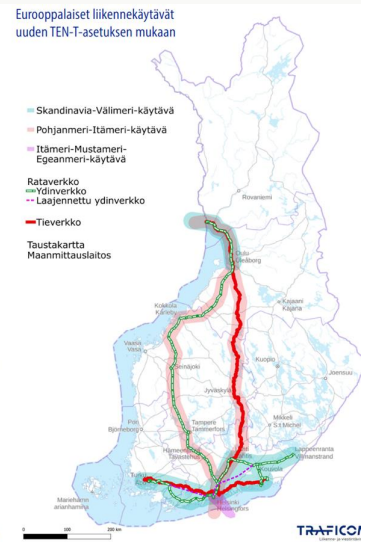 Eurooppalaiset liikennekäytävät
uuden TEN-T-asetuksen mukaan
Skandinavia-Välimeri-käytävä
Pohjanmeri-Itämeri-käytävä
Itämeri-Mustameri-
Egeanmeri-käytävä
Rataverkko
Ydinverkko
Laajennettu ydinverkko
Tieverkko
Taustakartta
Maanmittauslaitos
Rovaniemi
Oulu
Uleåborg
Kajaani
Kajana
Kokkola
Karleby
Vaasa
Vasa
Kuopio
Joensuu
Seinäjoki
Jyväskylä
Mikkeli
S:t Michel
Pori
Björneborg
Tampere
Tammerfors
Hämeenlinna
Tavastehus
Lappeenranta
Villmanstrand
Kouvola
Turku
Helsinki
Helsingfors
Mariehamn
0 100 200 km
TRAFICOM